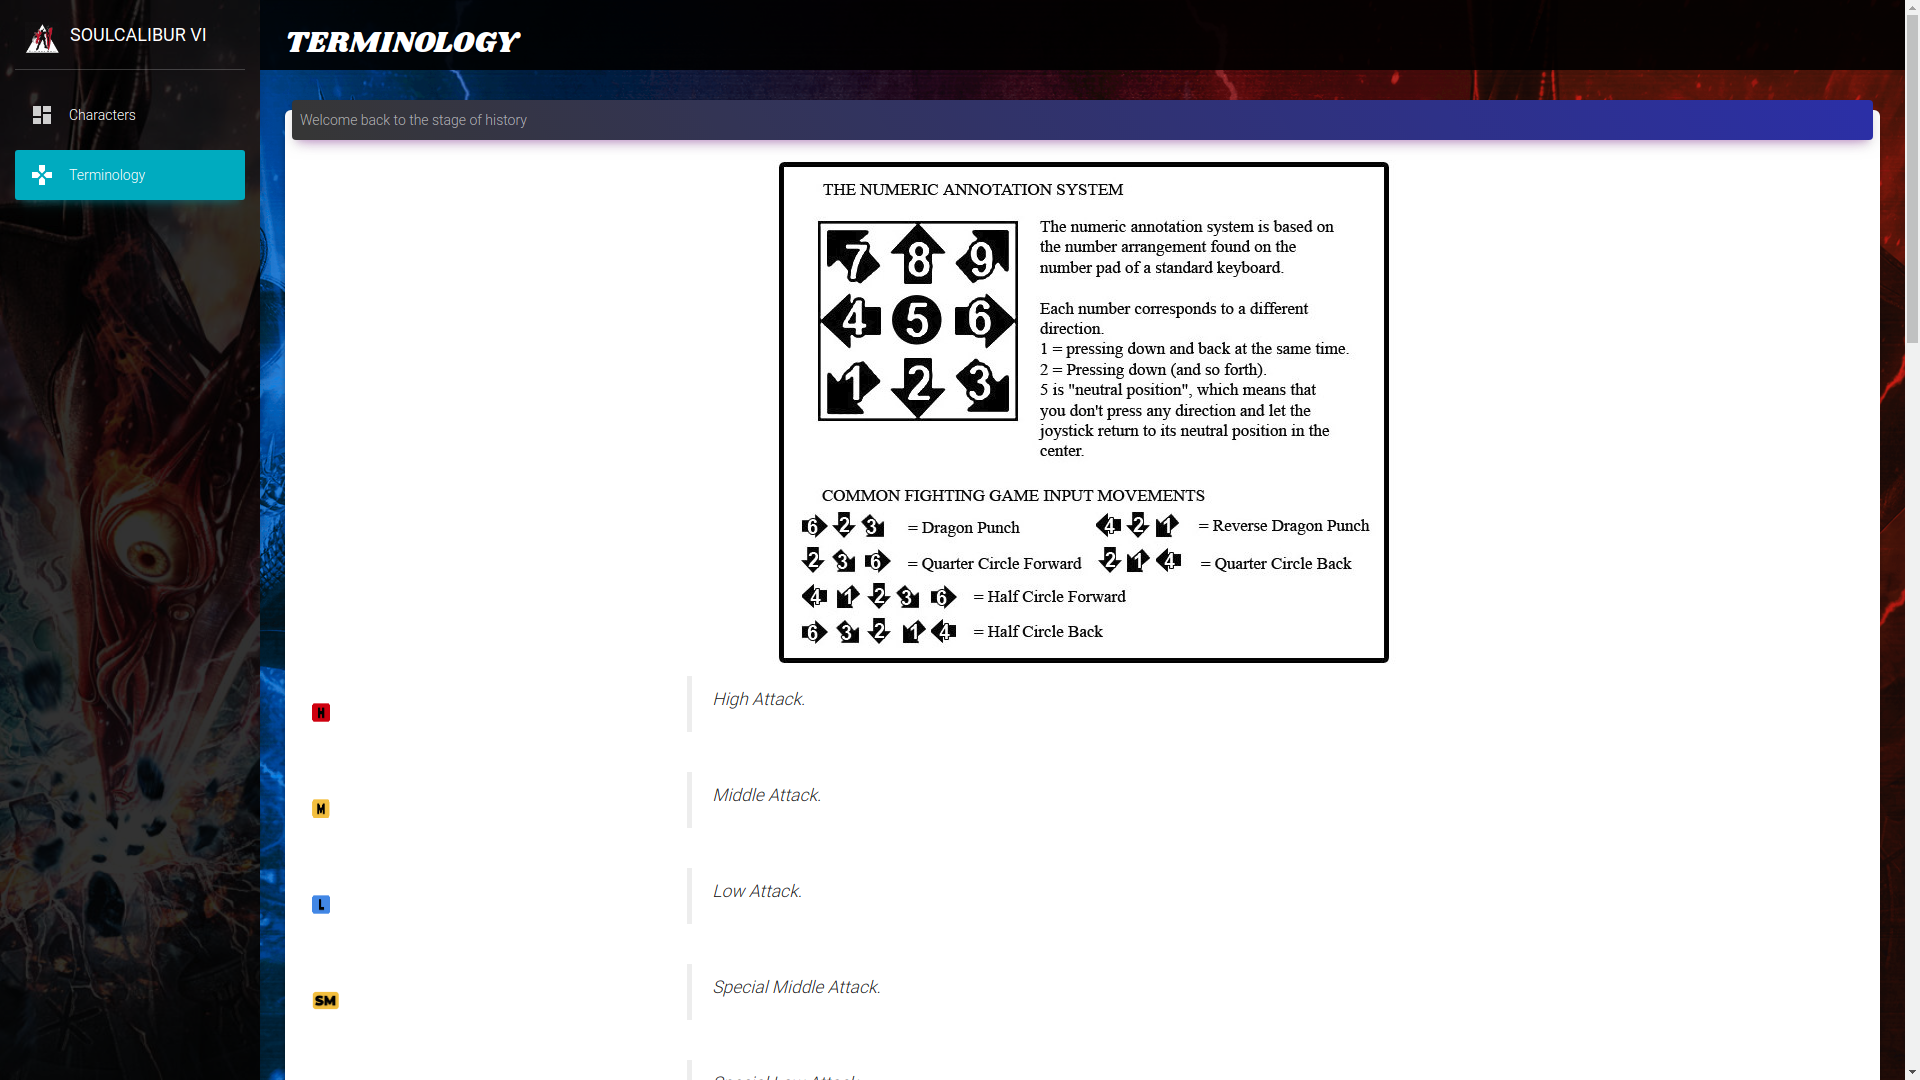 SOULCALIBUR VI
Characters
Terminology
TERMINOLOGY
Welcome back to the stage of history
THE NUMERIC ANNOTATION SYSTEM
7 8 9
4 5 6
1 2 3
The numeric annotation system is based on
the number arrangement found on the
number pad of a standard keyboard.
Each number corresponds to a different
direction.
1 = pressing down and back at the same time.
2 = Pressing down (and so forth).
5 is "neutral position", which means that
you don't press any direction and let the
joystick return to its neutral position in the
center.
COMMON FIGHTING GAME INPUT MOVEMENTS
6 2 3 = Dragon Punch
4 2 1 = Reverse Dragon Punch
2 3 6 = Quarter Circle Forward
2 1 4 = Quarter Circle Back
4 1 2 3 6 = Half Circle Forward
6 3 2 1 4 = Half Circle Back
H
High Attack.
M
Middle Attack.
L
Low Attack.
SM
Special Middle Attack.
Special Low Attack.